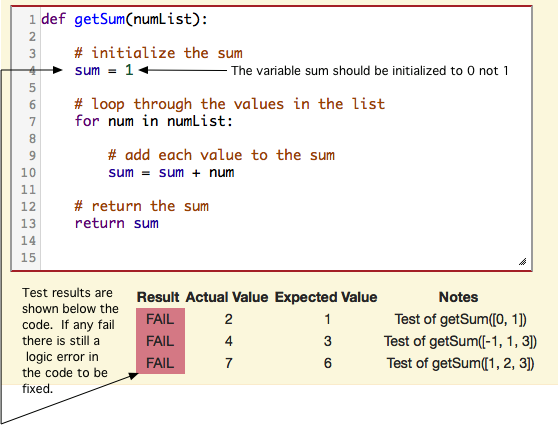 1 def getSum(numList):
2
3     # initialize the sum
4     sum = 1 The variable sum should be initialized to 0 not 1
5
6     # loop through the values in the list
7     for num in numList:
8
9         # add each value to the sum
10         sum = sum + num
11
12     # return the sum
13     return sum
14
15
Test results are
shown below the
code. If any fail
there is still a
logic error in
the code to be
fixed.
Result Actual Value Expected Value Notes
FAIL 2 1 Test of getSum([0, 1])
FAIL 4 3 Test of getSum([-1, 1, 3])
FAIL 7 6 Test of getSum([1, 2, 3])